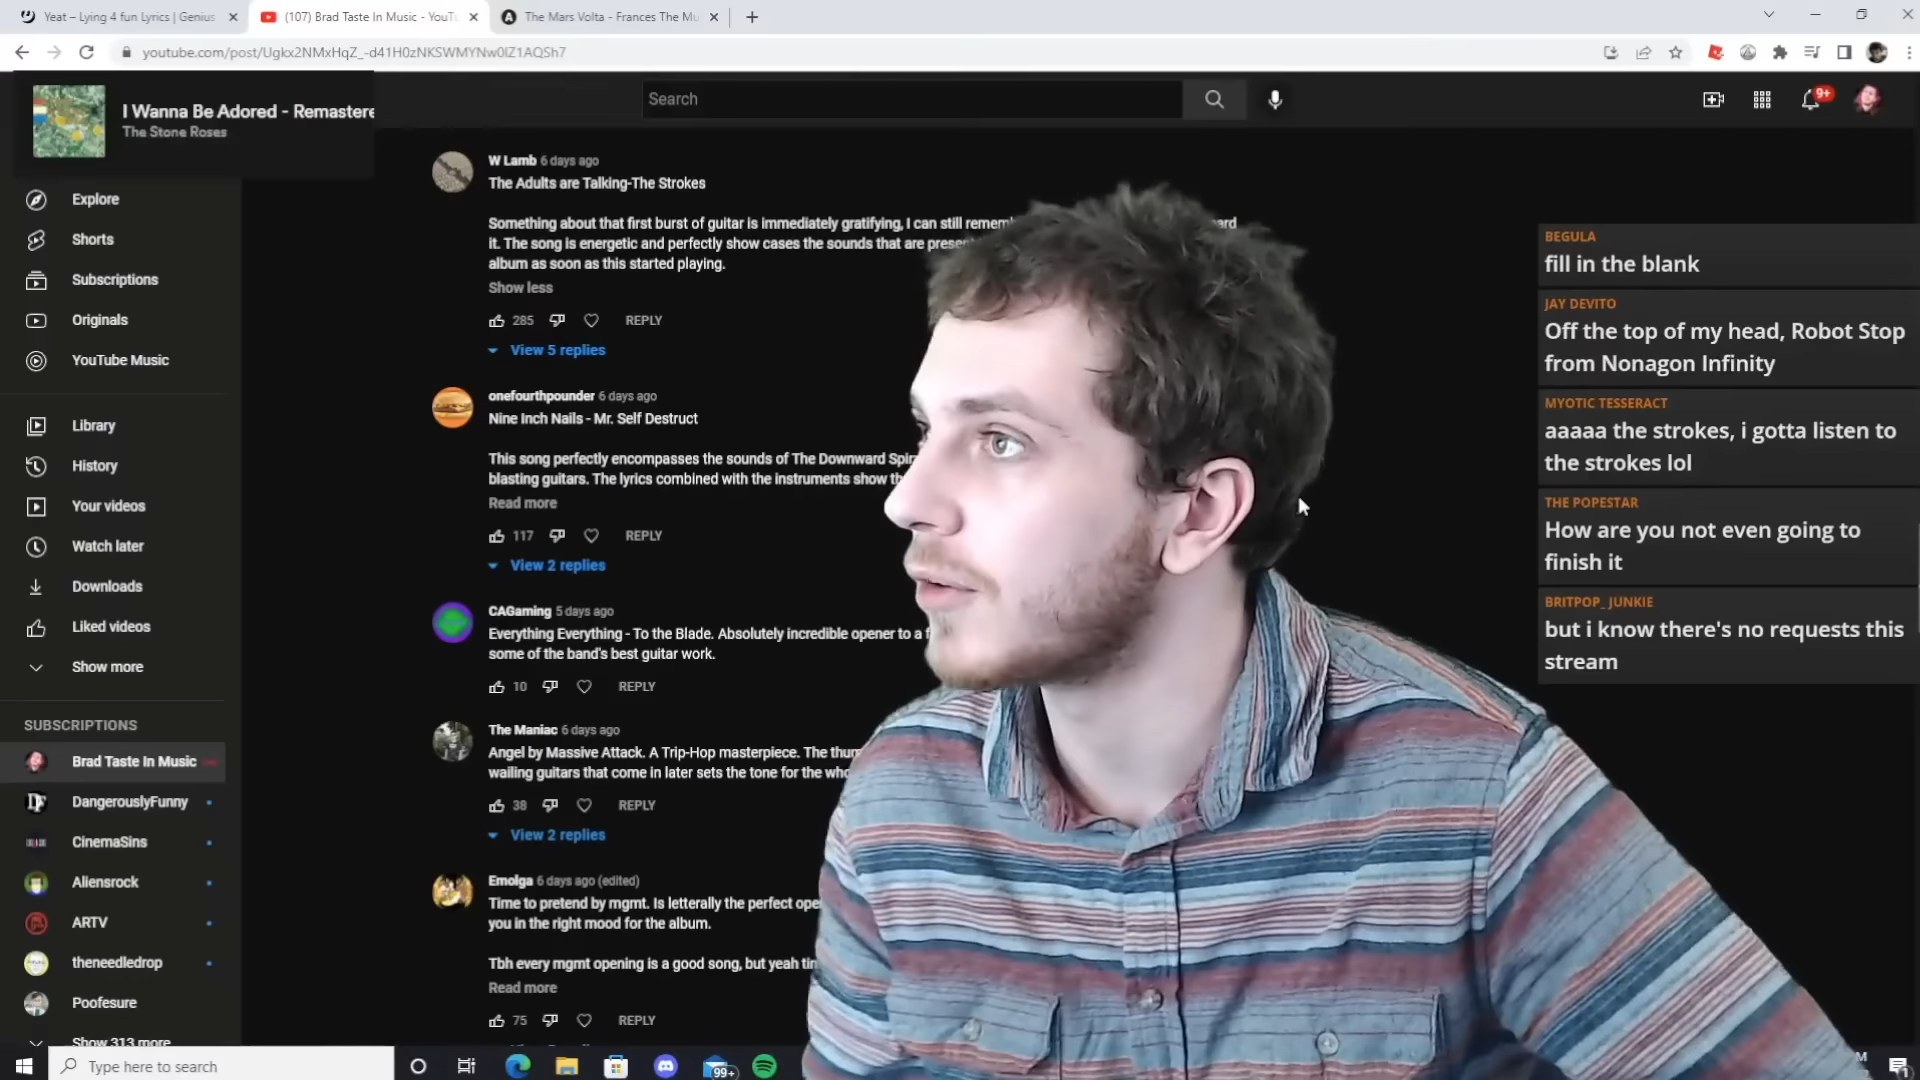 Yeat – Lying 4 fun Lyrics | Genius
(107) Brad Taste In Music - YouTu
The Mars Volta - Frances The Mu
youtube.com/post/Ugkx2NMxHqZ_-d41H0zNKSWMYNw0lZ1AQSh7
I Wanna Be Adored - Remastere
The Stone Roses
Search
9+
Explore
Shorts
Subscriptions
Originals
YouTube Music
Library
History
Your videos
Watch later
Downloads
Liked videos
Show more
SUBSCRIPTIONS
Brad Taste In Music
DangerouslyFunny
CinemaSins
Aliensrock
ARTV
theneedledrop
Poofesure
Show 313 more
W Lamb 6 days ago
The Adults are Talking-The Strokes
Something about that first burst of guitar is immediately gratifying, I can still remem
it. The song is energetic and perfectly show cases the sounds that are prese
album as soon as this started playing.
Show less
285 REPLY
View 5 replies
onefourthpounder 6 days ago
Nine Inch Nails - Mr. Self Destruct
This song perfectly encompasses the sounds of The Downward Spir
blasting guitars. The lyrics combined with the instruments show th
Read more
117 REPLY
View 2 replies
CAGaming 5 days ago
Everything Everything - To the Blade. Absolutely incredible opener to a f
some of the band's best guitar work.
10 REPLY
The Maniac 6 days ago
Angel by Massive Attack. A Trip-Hop masterpiece. The thum
wailing guitars that come in later sets the tone for the who
38 REPLY
View 2 replies
Emolga 6 days ago (edited)
Time to pretend by mgmt. Is letterally the perfect ope
you in the right mood for the album.
Tbh every mgmt opening is a good song, but yeah tim
Read more
75 REPLY
BEGULA
fill in the blank
JAY DEVITO
Off the top of my head, Robot Stop
from Nonagon Infinity
MYOTIC TESSERACT
aaaaa the strokes, i gotta listen to
the strokes lol
THE POPESTAR
How are you not even going to
finish it
BRITPOP_JUNKIE
but i know there's no requests this
stream
Type here to search
99+